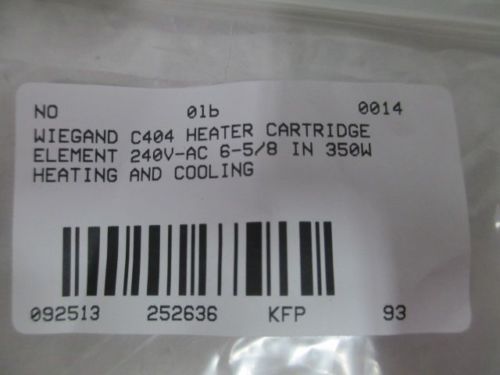 NO 01b 0014
WIEGAND C404 HEATER CARTRIDGE
ELEMENT 240V-AC 6-5/8 IN 350W
HEATING AND COOLING
092513 252636 KFP 93